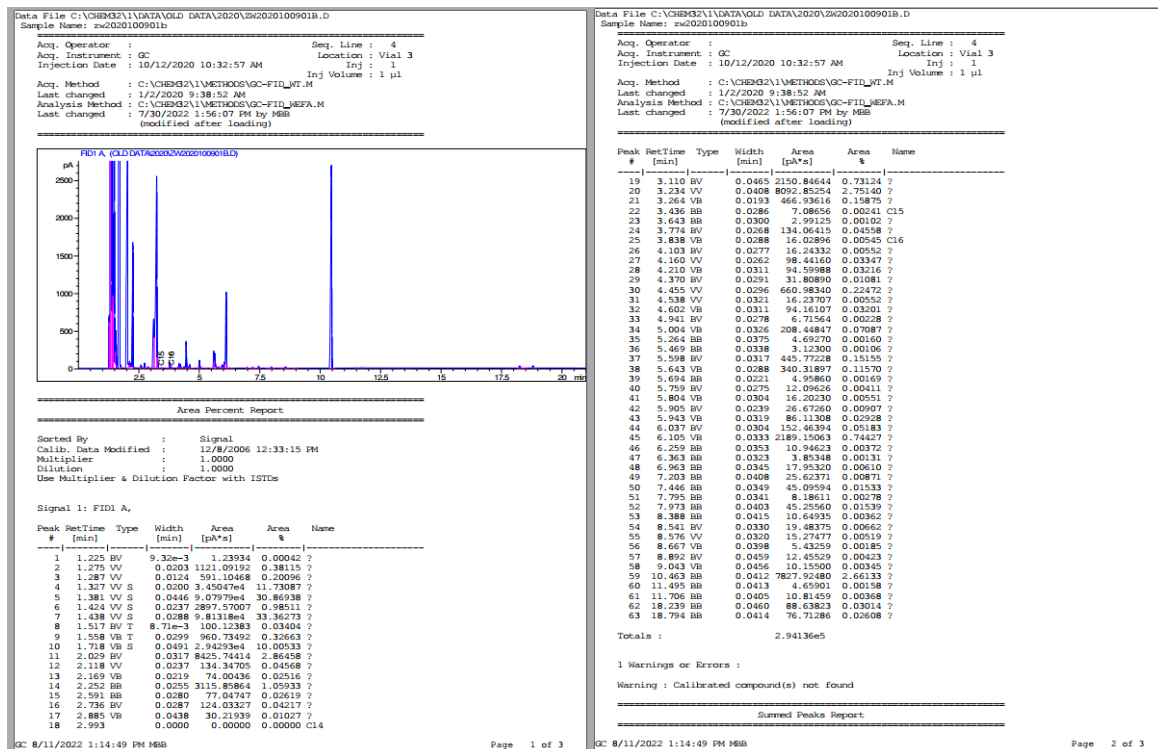 Data File C:\CHEM32\1\DATA\OLD DATA\2020\ZW2020100901B.D
Sample Name: zw2020100901b
Acq. Operator : Seq. Line : 4
Acq. Instrument : GC Location : Vial 3
Injection Date : 10/12/2020 10:32:57 AM Inj : 1
Inj Volume : 1 µl
Acq. Method : C:\CHEM32\1\METHODS\GC-FID_WT.M
Last changed : 1/2/2020 9:38:52 AM
Analysis Method : C:\CHEM32\1\METHODS\GC-FID_WEFA.M
Last changed : 7/30/2022 1:56:07 PM by MBB
(modified after loading)
FID1 A, (OLD DATA\2020\ZW2020100901B.D)
pA
2500
2000
1500
1000
500
0
C15
C16
2.5 5 7.5 10 12.5 15 17.5 20 min
Area Percent Report
Sorted By : Signal
Calib. Data Modified : 12/8/2006 12:33:15 PM
Multiplier : 1.0000
Dilution : 1.0000
Use Multiplier & Dilution Factor with ISTDs
Signal 1: FID1 A,
Peak RetTime Type Width Area Area Name
# [min] [min] [pA*s] %
1 1.225 BV 9.32e-3 1.23934 0.00042 ?
2 1.275 VV 0.0203 1121.09192 0.38115 ?
3 1.287 VV 0.0124 591.10468 0.20096 ?
4 1.327 VV S 0.0200 3.45047e4 11.73087 ?
5 1.381 VV S 0.0446 9.07979e4 30.86938 ?
6 1.424 VV S 0.0237 2897.57007 0.98511 ?
7 1.438 VV S 0.0288 9.81318e4 33.36273 ?
8 1.517 BV T 8.71e-3 100.12383 0.03404 ?
9 1.558 VB T 0.0299 960.73492 0.32663 ?
10 1.718 VB S 0.0491 2.94293e4 10.00533 ?
11 2.029 BV 0.0317 8425.74414 2.86458 ?
12 2.118 VV 0.0237 134.34705 0.04568 ?
13 2.169 VB 0.0219 74.00436 0.02516 ?
14 2.252 BB 0.0255 3115.85864 1.05933 ?
15 2.591 BB 0.0280 77.04747 0.02619 ?
16 2.736 BV 0.0287 124.03327 0.04217 ?
17 2.885 VB 0.0438 30.21939 0.01027 ?
18 2.993 0.0000 0.00000 0.00000 C14
GC 8/11/2022 1:14:49 PM MBB Page 1 of 3
Data File C:\CHEM32\1\DATA\OLD DATA\2020\ZW2020100901B.D
Sample Name: zw2020100901b
Acq. Operator : Seq. Line : 4
Acq. Instrument : GC Location : Vial 3
Injection Date : 10/12/2020 10:32:57 AM Inj : 1
Inj Volume : 1 µl
Acq. Method : C:\CHEM32\1\METHODS\GC-FID_WT.M
Last changed : 1/2/2020 9:38:52 AM
Analysis Method : C:\CHEM32\1\METHODS\GC-FID_WEFA.M
Last changed : 7/30/2022 1:56:07 PM by MBB
(modified after loading)
Peak RetTime Type Width Area Area Name
# [min] [min] [pA*s] %
19 3.110 BV 0.0465 2150.84644 0.73124 ?
20 3.234 VV 0.0408 8092.85254 2.75140 ?
21 3.264 VB 0.0193 466.93616 0.15875 ?
22 3.436 BB 0.0286 7.08656 0.00241 C15
23 3.643 BB 0.0300 2.99125 0.00102 ?
24 3.774 BV 0.0268 134.06415 0.04558 ?
25 3.838 VB 0.0288 16.02896 0.00545 C16
26 4.103 BV 0.0277 16.24332 0.00552 ?
27 4.160 VV 0.0262 98.44160 0.03347 ?
28 4.210 VB 0.0311 94.59988 0.03216 ?
29 4.370 BV 0.0291 31.80890 0.01081 ?
30 4.455 VV 0.0296 660.98340 0.22472 ?
31 4.538 VB 0.0321 16.23707 0.00552 ?
32 4.602 VB 0.0311 94.16107 0.03201 ?
33 4.941 BV 0.0278 6.71564 0.00228 ?
34 5.004 VB 0.0326 208.44847 0.07087 ?
35 5.264 BB 0.0375 4.69270 0.00160 ?
36 5.469 BB 0.0338 3.12300 0.00106 ?
37 5.598 BV 0.0317 445.77228 0.15155 ?
38 5.643 VB 0.0288 340.31897 0.11570 ?
39 5.694 BB 0.0221 4.95860 0.00169 ?
40 5.759 BV 0.0275 12.09626 0.00411 ?
41 5.804 VB 0.0304 16.20230 0.00551 ?
42 5.905 BV 0.0239 26.67260 0.00907 ?
43 5.943 VB 0.0319 86.11308 0.02928 ?
44 6.037 BV 0.0304 152.46394 0.05183 ?
45 6.105 VB 0.0333 2189.15063 0.74427 ?
46 6.259 BB 0.0353 10.94623 0.00372 ?
47 6.363 BB 0.0323 3.85348 0.00131 ?
48 6.963 BB 0.0345 17.95320 0.00610 ?
49 7.203 BB 0.0408 25.62371 0.00871 ?
50 7.446 BB 0.0349 45.09594 0.01533 ?
51 7.795 BB 0.0341 8.18611 0.00278 ?
52 7.973 BB 0.0403 45.25560 0.01539 ?
53 8.388 BB 0.0415 10.64935 0.00362 ?
54 8.541 BV 0.0330 19.48375 0.00662 ?
55 8.576 VV 0.0320 15.27477 0.00519 ?
56 8.667 VB 0.0398 5.43259 0.00185 ?
57 8.892 BV 0.0459 12.45529 0.00423 ?
58 9.043 VB 0.0456 10.15500 0.00345 ?
59 10.463 BB 0.0412 7827.92480 2.66133 ?
60 11.495 BB 0.0413 4.65901 0.00158 ?
61 11.706 BB 0.0405 10.81459 0.00368 ?
62 18.239 BB 0.0460 88.63823 0.03014 ?
63 18.794 BB 0.0414 76.71286 0.02608 ?
Totals : 2.94136e5
1 Warnings or Errors :
Warning : Calibrated compound(s) not found
Summed Peaks Report
GC 8/11/2022 1:14:49 PM MBB Page 2 of 3